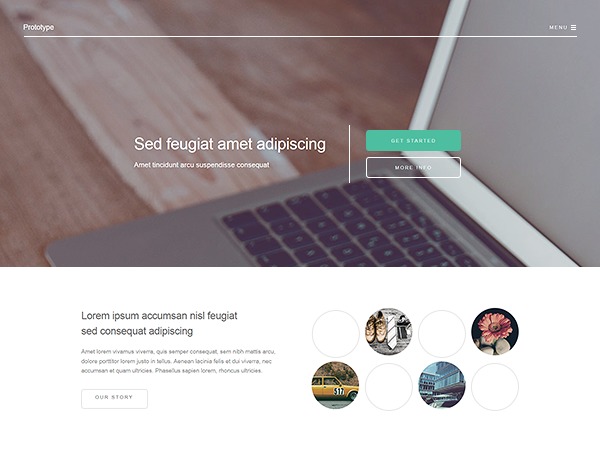 Prototype
MENU
Sed feugiat amet adipiscing
Amet tincidunt arcu suspendisse consequat
GET STARTED
MORE INFO
Lorem ipsum accumsan nisl feugiat
sed consequat adipiscing
Amet lorem vivamus viverra, quis semper consequat, sem nibh mattis arcu,
dolore porttitor lorem justo in tellus. Aenean lacinia felis et dui viverra, nec
accumsan et quam ultricies. Phasellus sapien lorem, rhoncus ultricies.
OUR STORY
517